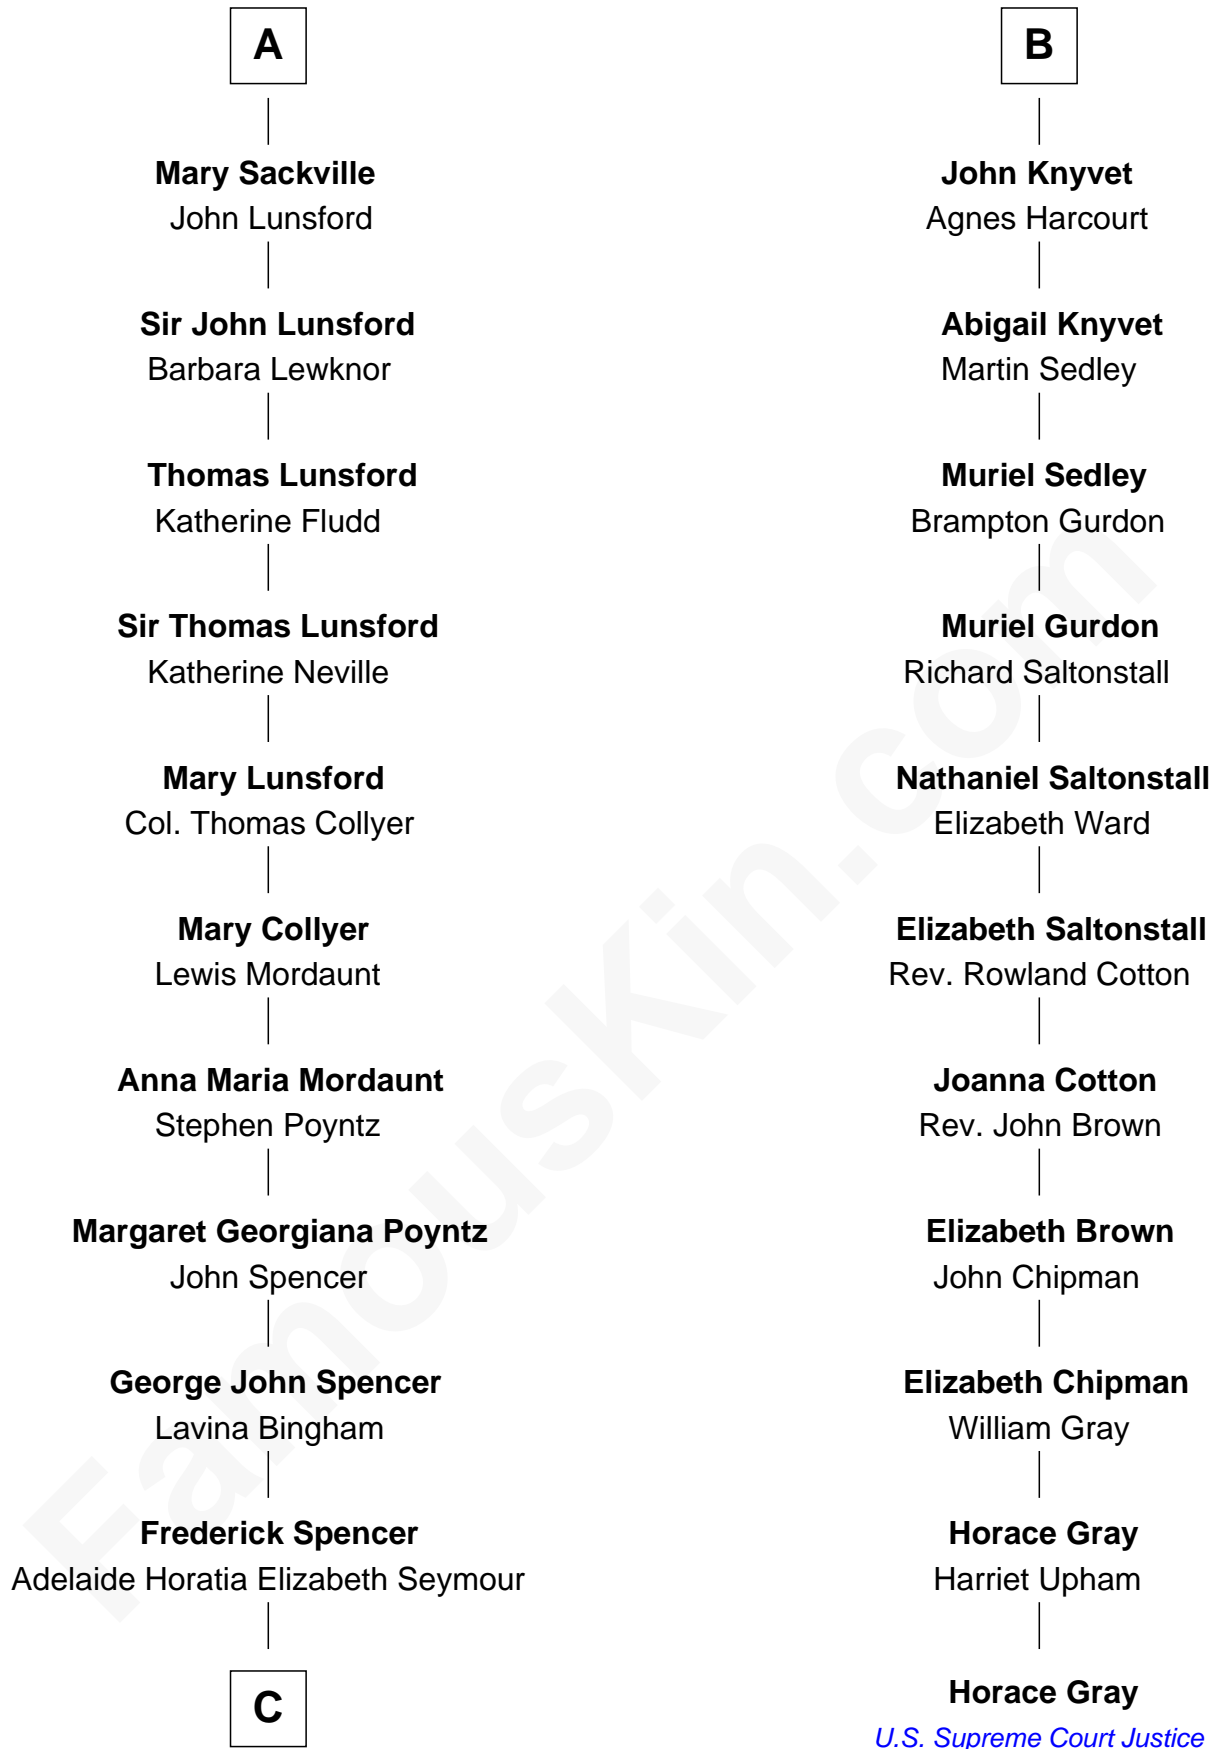 A
Mary Sackville
John Lunsford
Sir John Lunsford
Barbara Lewknor
Thomas Lunsford
Katherine Fludd
Sir Thomas Lunsford
Katherine Neville
Mary Lunsford
Col. Thomas Collyer
Mary Collyer
Lewis Mordaunt
Anna Maria Mordaunt
Stephen Poyntz
Margaret Georgiana Poyntz
John Spencer
George John Spencer
Lavina Bingham
Frederick Spencer
Adelaide Horatia Elizabeth Seymour
C
B
John Knyvet
Agnes Harcourt
Abigail Knyvet
Martin Sedley
Muriel Sedley
Brampton Gurdon
Muriel Gurdon
Richard Saltonstall
Nathaniel Saltonstall
Elizabeth Ward
Elizabeth Saltonstall
Rev. Rowland Cotton
Joanna Cotton
Rev. John Brown
Elizabeth Brown
John Chipman
Elizabeth Chipman
William Gray
Horace Gray
Harriet Upham
Horace Gray
U.S. Supreme Court Justice
FamousKin.com